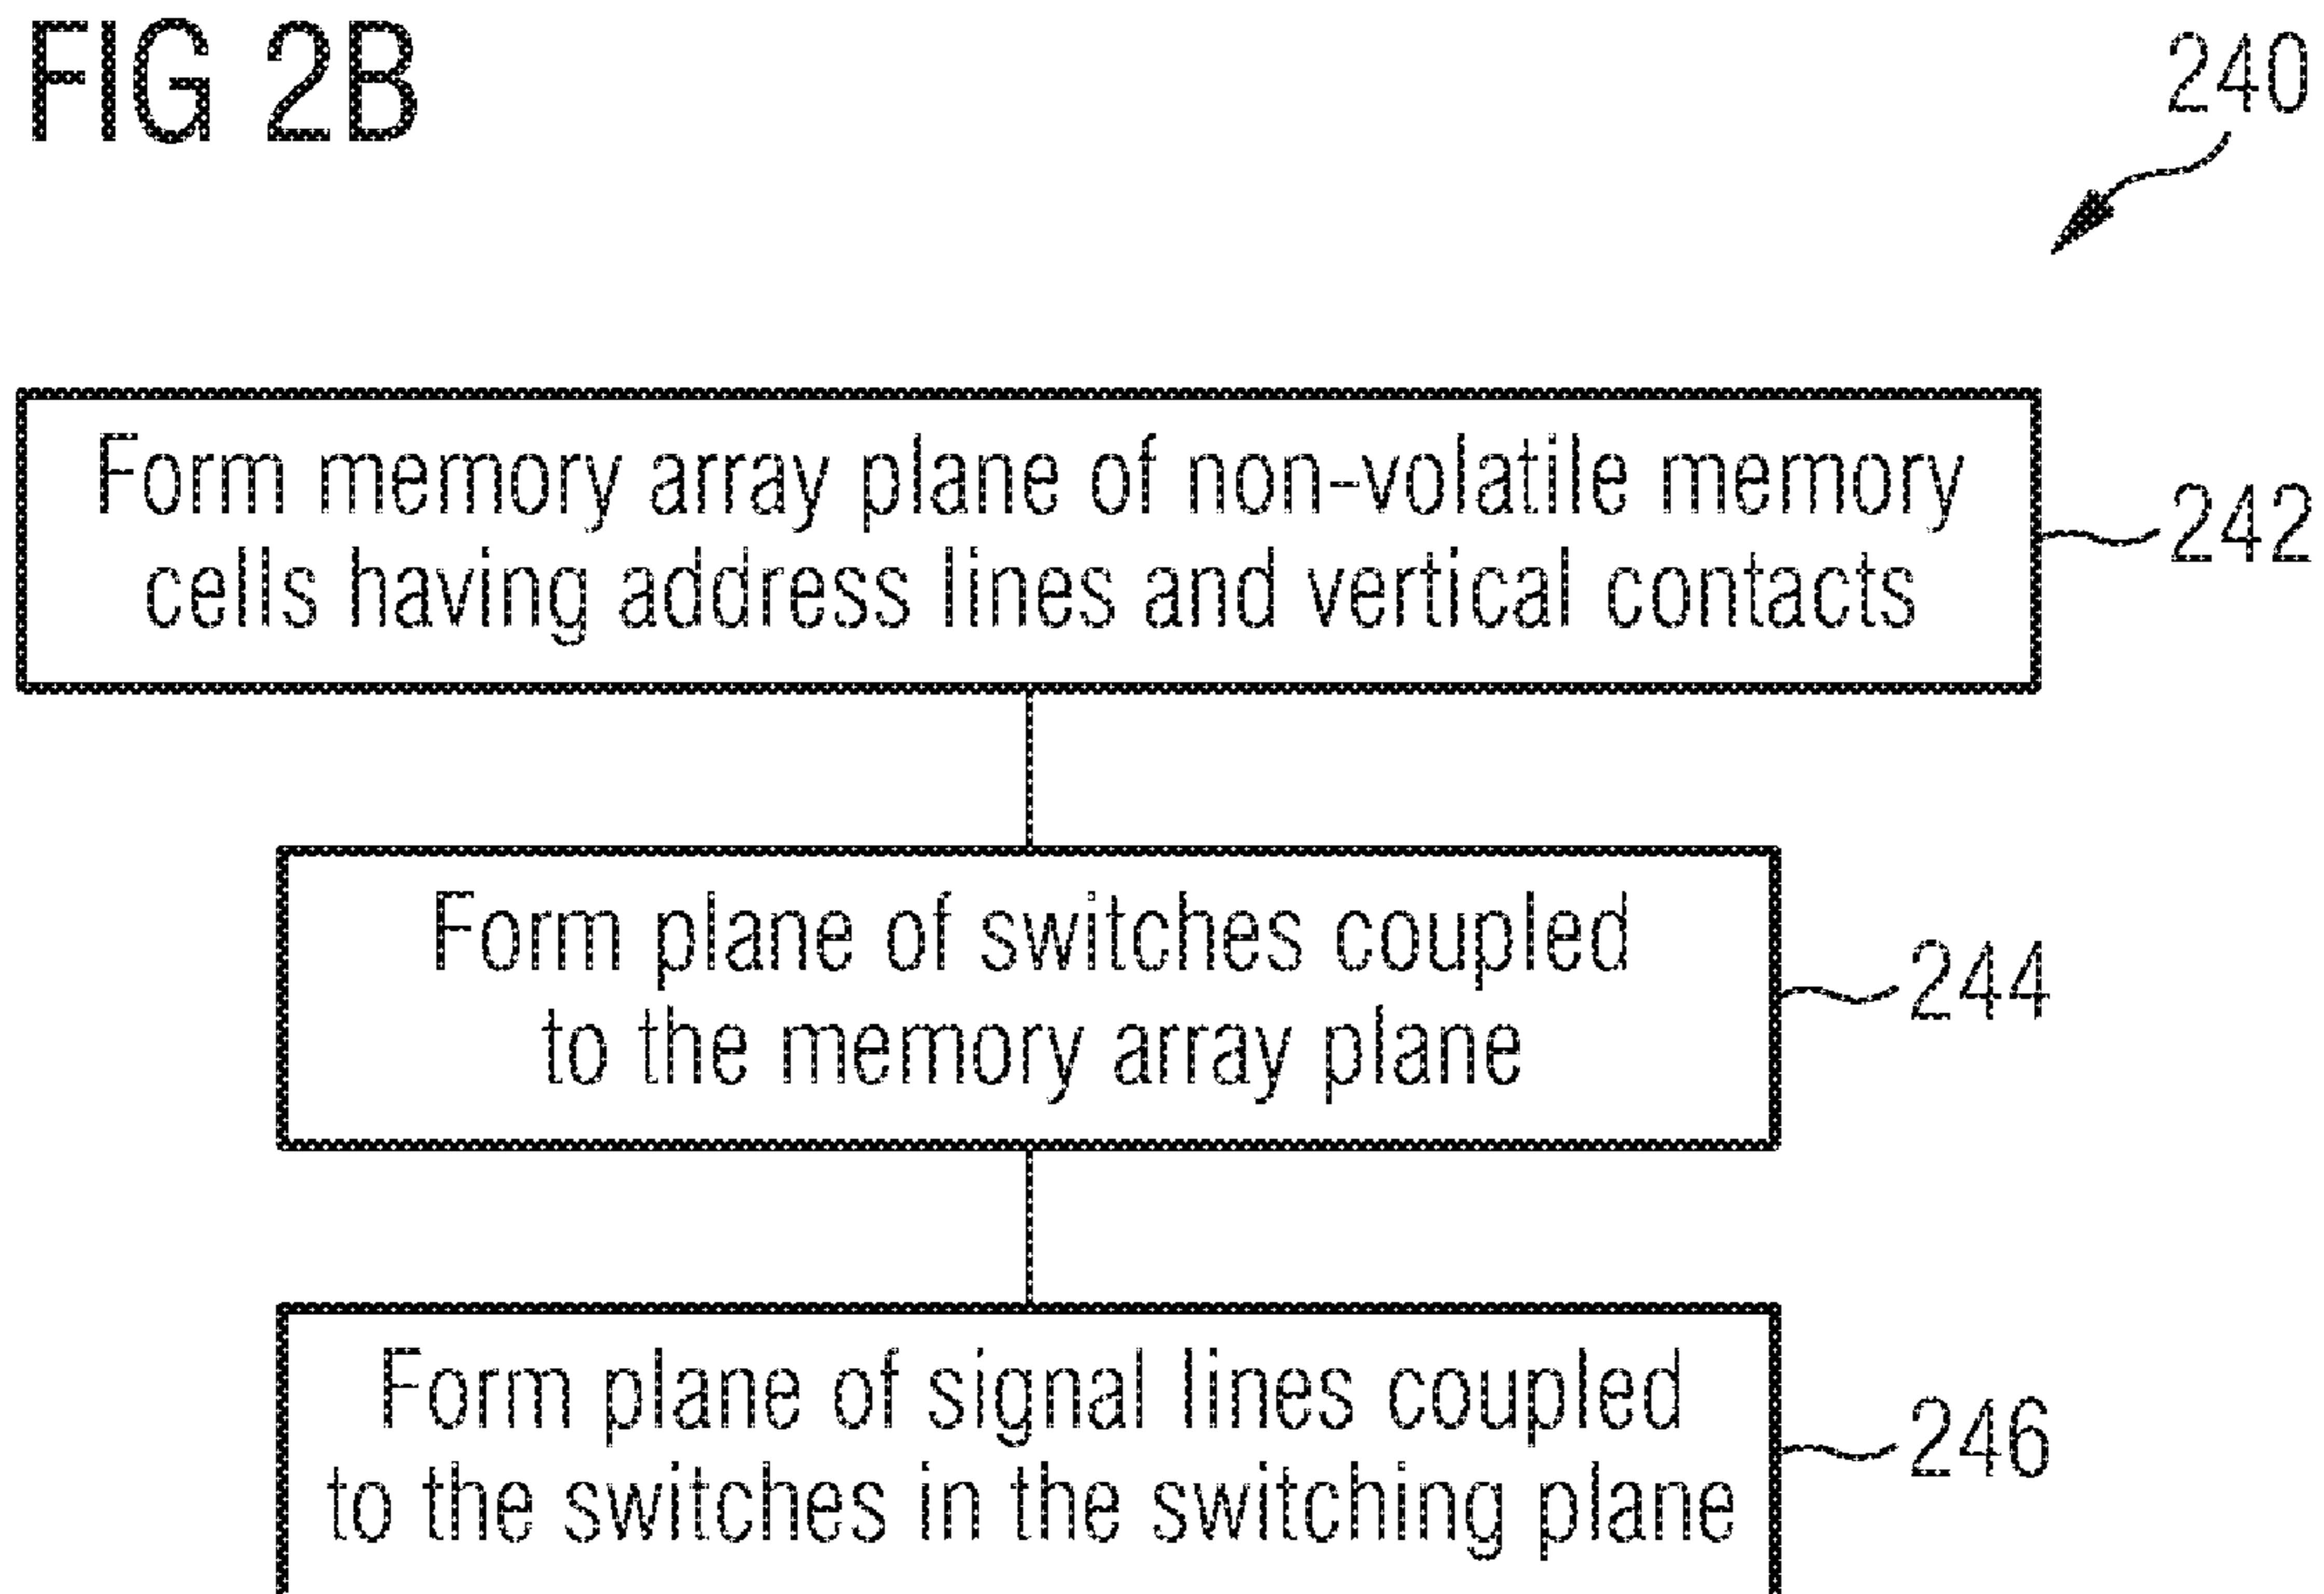 FIG 2B
240
Form memory array plane of non-volatile memory
cells having address lines and vertical contacts
242
Form plane of switches coupled
to the memory array plane
244
Form plane of signal lines coupled
to the switches in the switching plane
246